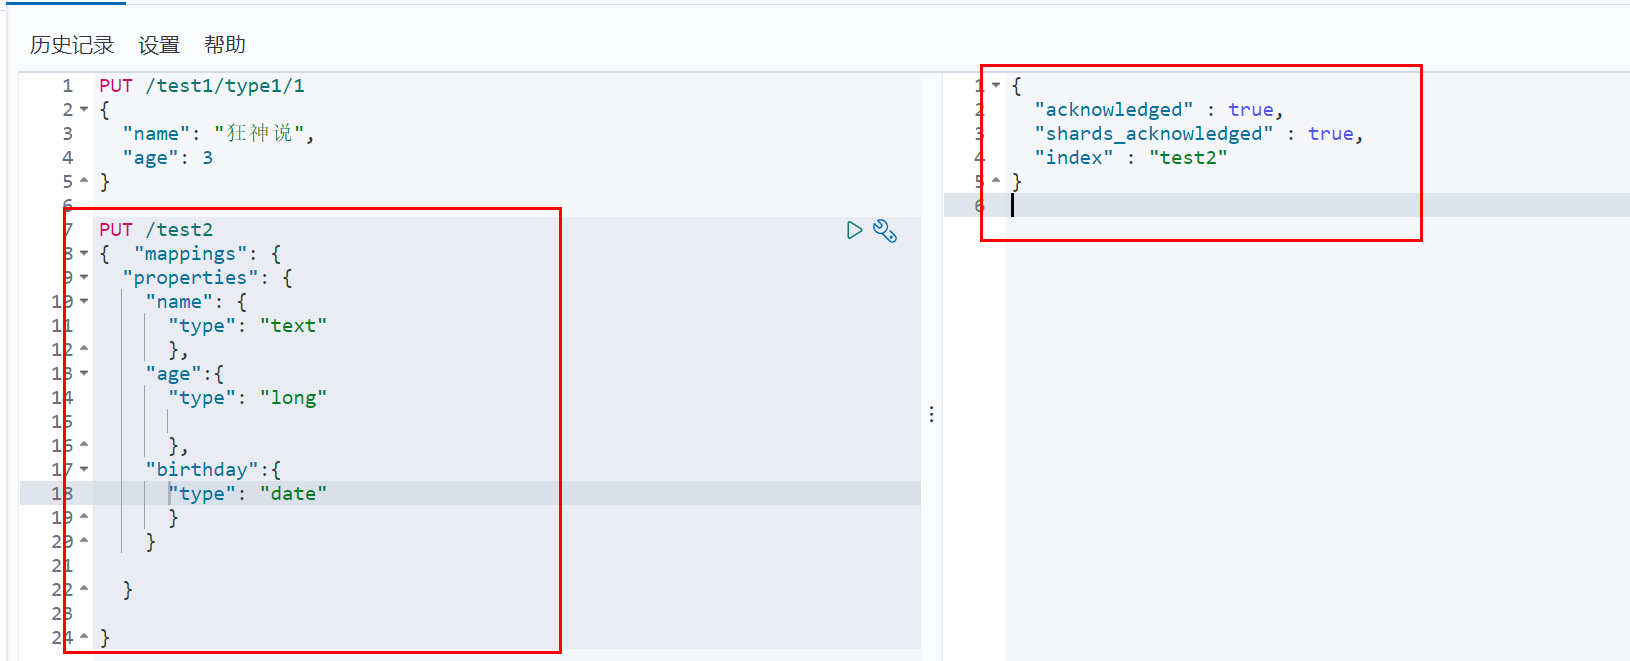 历史记录 设置 帮助
1 PUT /test1/type1/1
2 {
3 "name": "狂神说",
4 "age": 3
5 }
6
7 PUT /test2
8 { "mappings": {
9 "properties": {
10 "name": {
11 "type": "text"
12 },
13 "age":{
14 "type": "long"
15
16 },
17 "birthday":{
18 "type": "date"
19 }
20 }
21
22 }
23
24 }
1 {
2 "acknowledged" : true,
3 "shards_acknowledged" : true,
4 "index" : "test2"
5 }
6